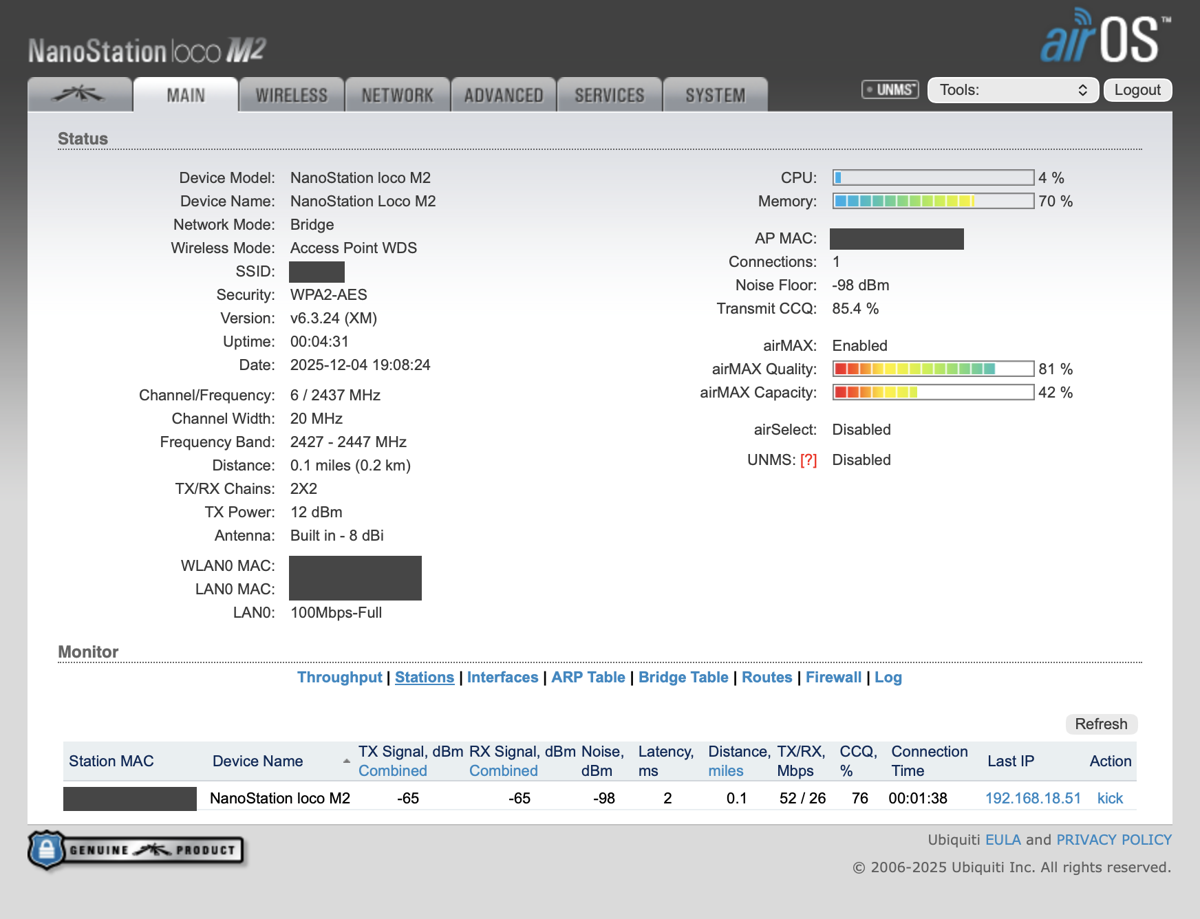 NanoStation loco M2
airOS™
MAIN
WIRELESS
NETWORK
ADVANCED
SERVICES
SYSTEM
UNMS™
Tools:
Logout
Status
Device Model: NanoStation loco M2
Device Name: NanoStation Loco M2
Network Mode: Bridge
Wireless Mode: Access Point WDS
SSID:
Security: WPA2-AES
Version: v6.3.24 (XM)
Uptime: 00:04:31
Date: 2025-12-04 19:08:24
Channel/Frequency: 6 / 2437 MHz
Channel Width: 20 MHz
Frequency Band: 2427 - 2447 MHz
Distance: 0.1 miles (0.2 km)
TX/RX Chains: 2X2
TX Power: 12 dBm
Antenna: Built in - 8 dBi
WLAN0 MAC:
LAN0 MAC:
LAN0: 100Mbps-Full
CPU: 4 %
Memory: 70 %
AP MAC:
Connections: 1
Noise Floor: -98 dBm
Transmit CCQ: 85.4 %
airMAX: Enabled
airMAX Quality: 81 %
airMAX Capacity: 42 %
airSelect: Disabled
UNMS: [?] Disabled
Monitor
Throughput | Stations | Interfaces | ARP Table | Bridge Table | Routes | Firewall | Log
Refresh
Station MAC
Device Name
TX Signal, dBm
Combined
RX Signal, dBm
Combined
Noise,
dBm
Latency,
ms
Distance,
miles
TX/RX,
Mbps
CCQ,
%
Connection
Time
Last IP
Action
NanoStation loco M2 -65 -65 -98 2 0.1 52 / 26 76 00:01:38 192.168.18.51 kick
GENUINE PRODUCT
Ubiquiti EULA and PRIVACY POLICY
© 2006-2025 Ubiquiti Inc. All rights reserved.